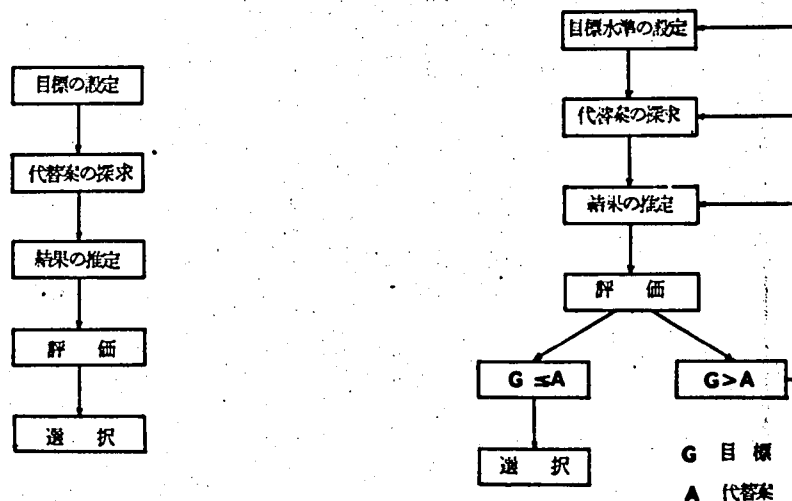 目標の設定
代替案の探求
結果の推定
評 価
選 択
目標水準の設定
代替案の探求
結果の推定
評 価
G ≤A
G>A
選 択
G 目 標
A 代替案